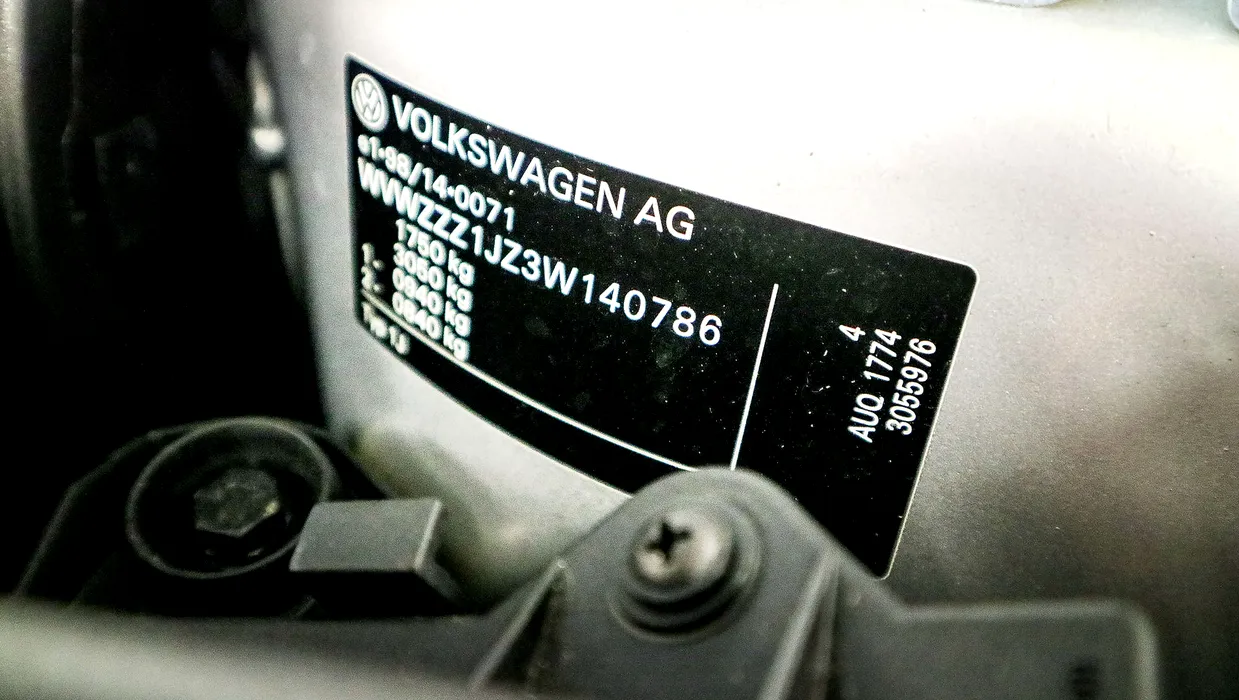 VOLKSWAGEN AG
e1*98/14*0071
WVWZZZ1JZ3W140786
1750 kg
3050 kg
1.- 0940 kg
2.- 0840 kg
Typ 1J
4
AUQ 1774
3055976